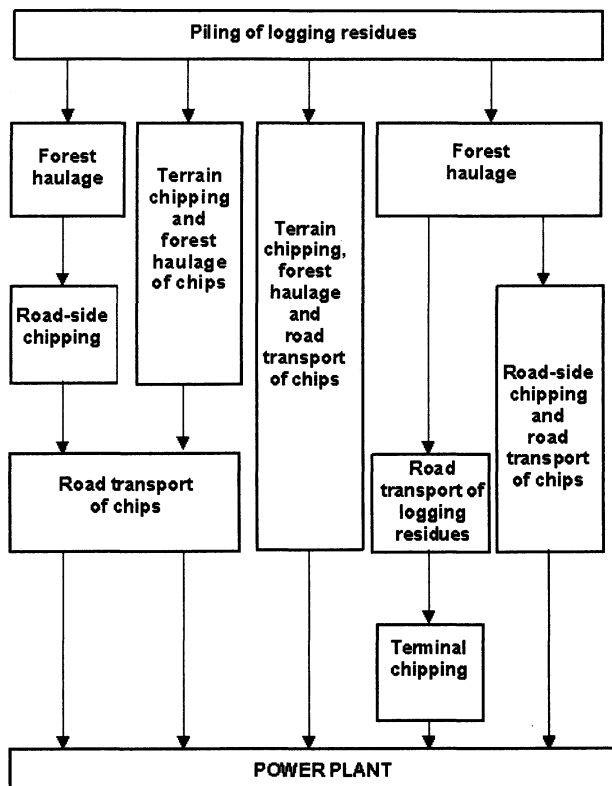 Piling of logging residues
Forest
haulage
Terrain
chipping
and
forest
haulage
of chips
Terrain
chipping,
forest
haulage
and
road
transport
of chips
Forest
haulage
Road-side
chipping
Road-side
chipping
and
road
transport
of chips
Road transport
of chips
Road
transport of
logging
residues
Terminal
chipping
POWER PLANT